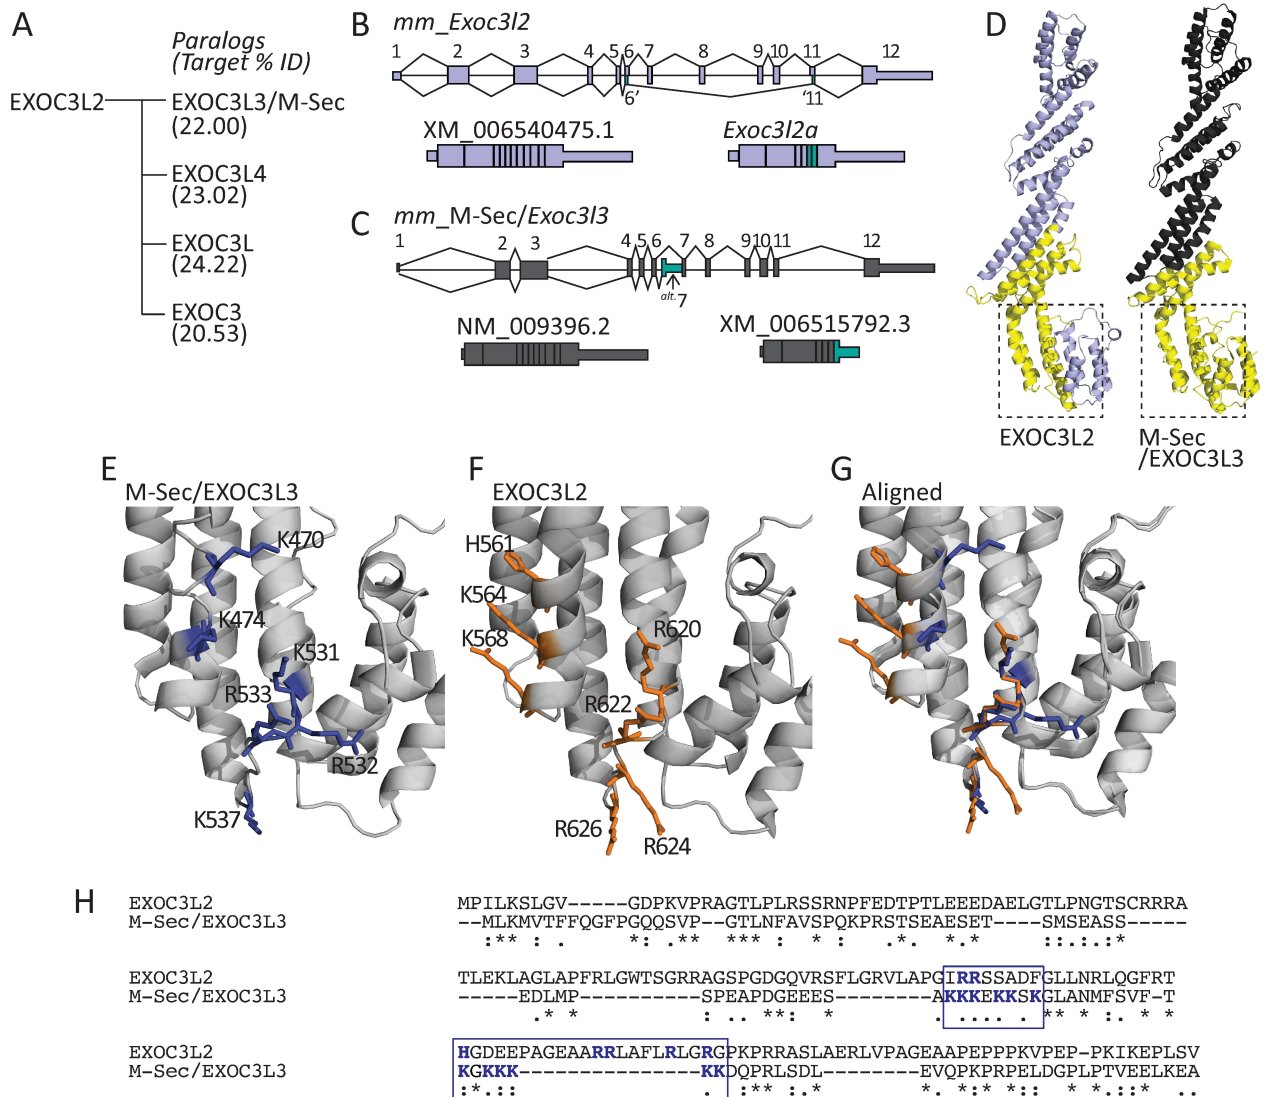 A
Paralogs
(Target % ID)
EXOC3L2
EXOC3L3/M-Sec
(22.00)
EXOC3L4
(23.02)
EXOC3L
(24.22)
EXOC3
(20.53)
B
mm_Exoc3l2
1 2 3 4 5 6 7 8 9 10 11 12
6' '11
XM_006540475.1
Exoc3l2a
C
mm_M-Sec/Exoc3l3
1 2 3 4 5 6 7 8 9 10 11 12
alt. 7
NM_009396.2
XM_006515792.3
D
EXOC3L2
M-Sec
/EXOC3L3
E
M-Sec/EXOC3L3
K470
K474
K531
R533
R532
K537
F
EXOC3L2
H561
K564
K568
R620
R622
R626
R624
G
Aligned
H
EXOC3L2 MPILKSLGV-----GDPKVPRAGTLPLRSSRNPFEDTPTLEEEDAELGTLPNGTSCRRRA
M-Sec/EXOC3L3 --MLKMVTFFQGFPGQQSVP--GTLNFAVSPQKPRSTSEAESET----SMSEASS-----
:** : . *: .** *** * * : .*. * ::.:.:*
EXOC3L2 TLEKLAGLAPFRLGWTSGRRAGSPGDGQVRSFLGRVLAPGIRRSSADFGLLNRLQGFRT
M-Sec/EXOC3L3 -----EDLMP----------SPEAPDGEEES--------AKKKEKKSKGLANMFSVF-T
.* * : .. **: . .... . ** * :. * *
EXOC3L2 HGDEEPAGEAARRLAFLRLGRGPKPRRASLAERLVPAGEAAPEPPPKVPEP-PKIKEPLSV
M-Sec/EXOC3L3 KGKKK---------------KKDQPRLSDL--------EVQPKPRPELDGPLPTVEELKEA
:*.:: . ** : * . *:* *: * * ::* ..